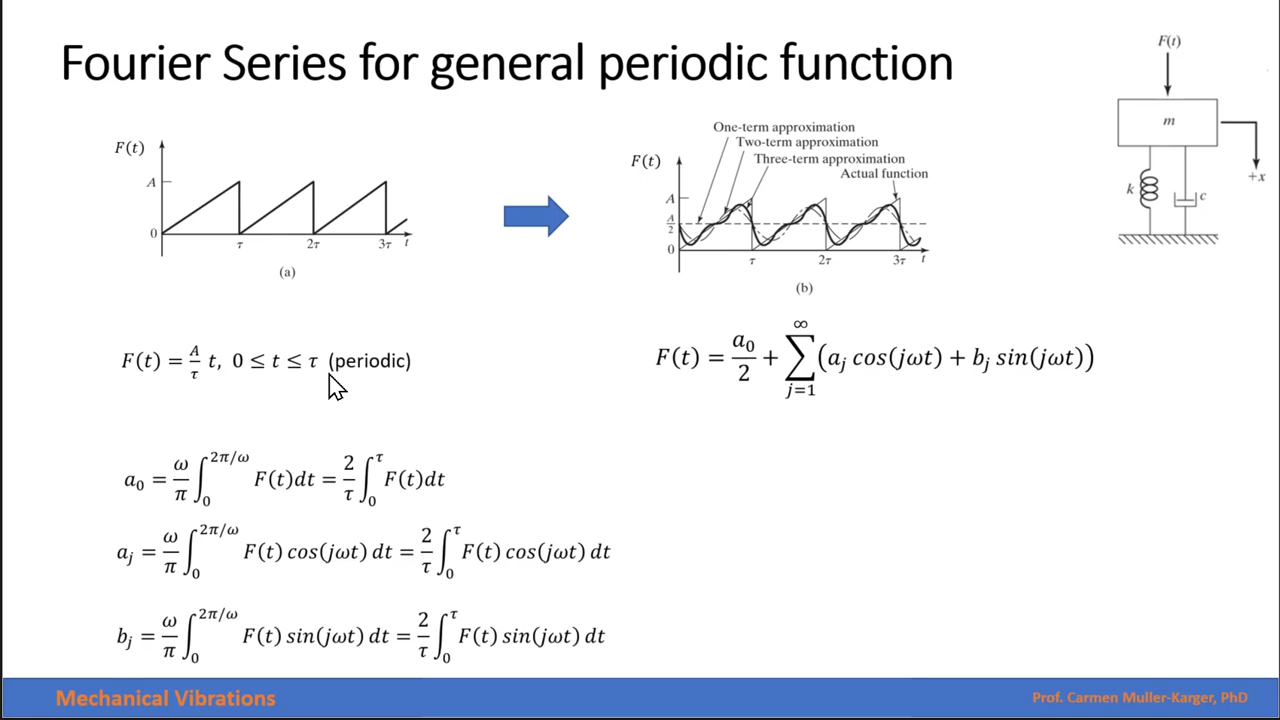 Fourier Series for general periodic function
F(t)
A
0
τ 2τ 3τ t
(a)
One-term approximation
Two-term approximation
Three-term approximation
Actual function
F(t)
A
A/2
0
τ 2τ 3τ t
(b)
F(t)
m
k
c
+x
F(t) = A/τ t, 0 ≤ t ≤ τ (periodic)
F(t) = a₀/2 + ∑_{j=1}^{∞} (a_j cos(jωt) + b_j sin(jωt))
a₀ = ω/π ∫₀^{2π/ω} F(t)dt = 2/τ ∫₀^τ F(t)dt
a_j = ω/π ∫₀^{2π/ω} F(t) cos(jωt) dt = 2/τ ∫₀^τ F(t) cos(jωt) dt
b_j = ω/π ∫₀^{2π/ω} F(t) sin(jωt) dt = 2/τ ∫₀^τ F(t) sin(jωt) dt
Mechanical Vibrations
Prof. Carmen Muller-Karger, PhD